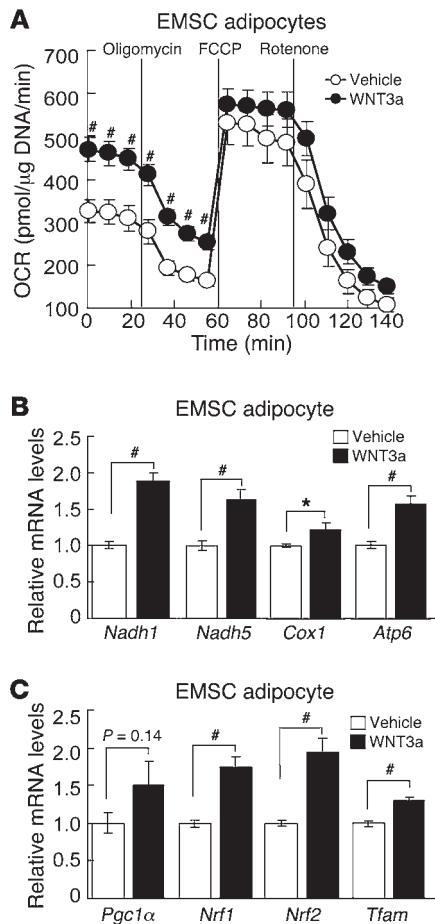 A
EMSC adipocytes
Oligomycin FCCP Rotenone
Vehicle
WNT3a
OCR (pmol/µg DNA/min)
700
600
500
400
300
200
100
# # # # # # #
0 20 40 60 80 100 120 140
Time (min)
B
EMSC adipocyte
Vehicle
WNT3a
Relative mRNA levels
2.5
2.0
1.5
1.0
0.5
0
# # * #
Nadh1 Nadh5 Cox1 Atp6
C
EMSC adipocyte
Vehicle
WNT3a
Relative mRNA levels
2.5
2.0
1.5
1.0
0.5
0
P = 0.14 # # #
Pgc1α Nrf1 Nrf2 Tfam